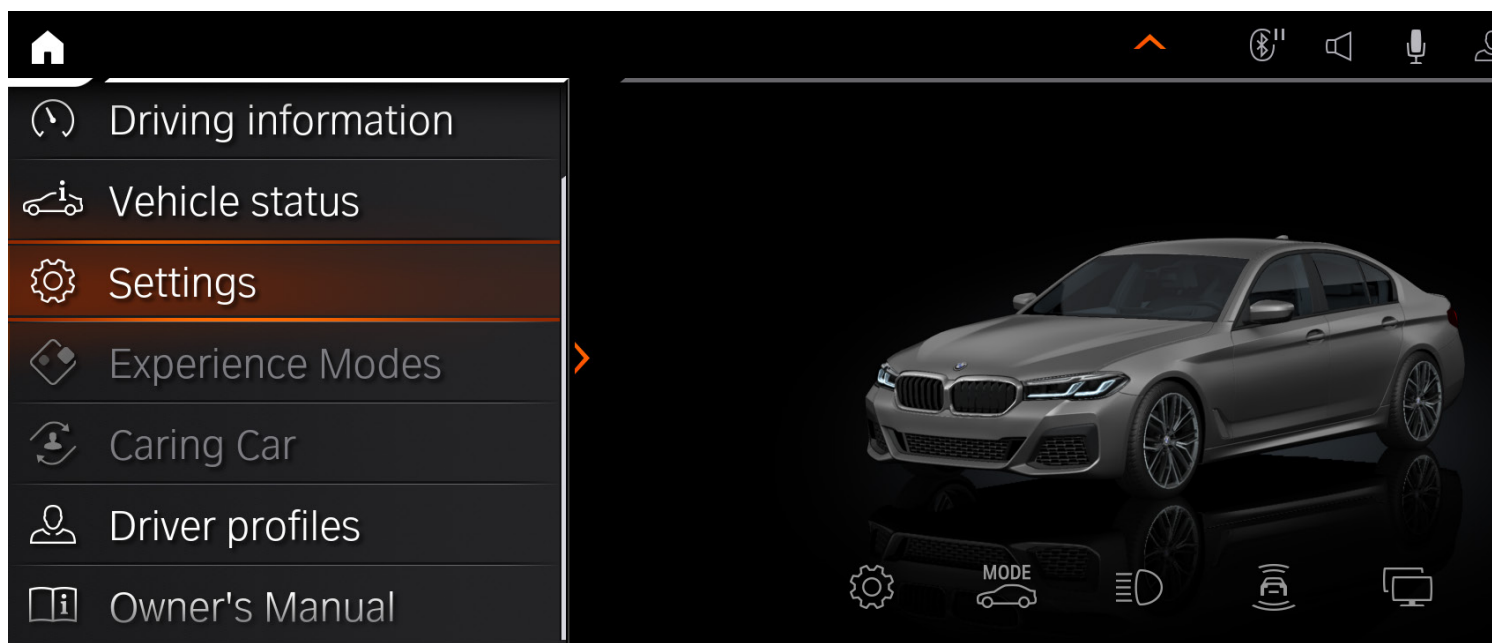 Driving information
Vehicle status
Settings
Experience Modes
Caring Car
Driver profiles
Owner's Manual
MODE